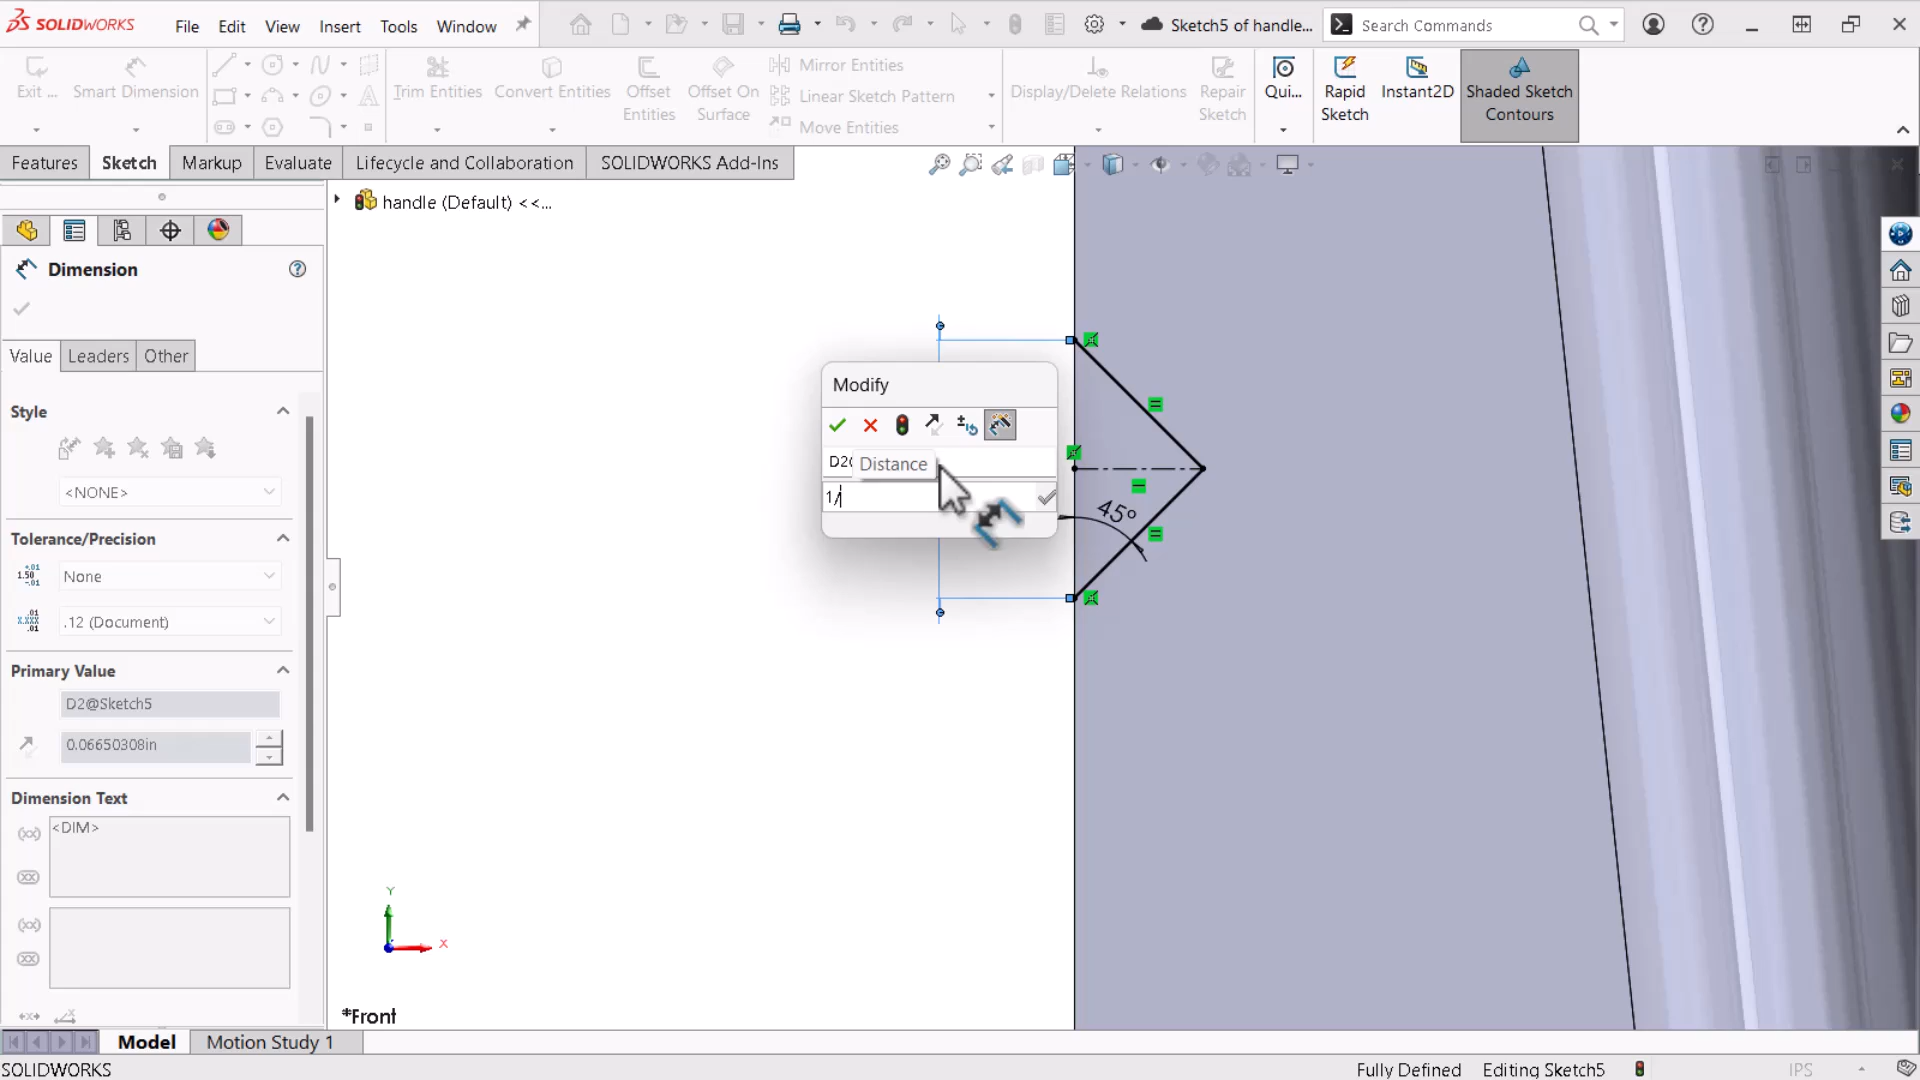 SOLIDWORKS
File Edit View Insert Tools Window
Sketch5 of handle...
Search Commands
Exit ...
Smart Dimension
Trim Entities
Convert Entities
Offset Entities
Offset On Surface
Mirror Entities
Linear Sketch Pattern
Move Entities
Display/Delete Relations
Repair Sketch
Qui...
Rapid Sketch
Instant2D
Shaded Sketch Contours
Features Sketch Markup Evaluate Lifecycle and Collaboration SOLIDWORKS Add-Ins
handle (Default) <<...
Dimension
Value Leaders Other
Style
<NONE>
Tolerance/Precision
None
.12 (Document)
Primary Value
D2@Sketch5
0.06650308in
Dimension Text
<DIM>
Modify
D2@
Distance
1/
45°
Y
X
*Front
Model Motion Study 1
SOLIDWORKS
Fully Defined Editing Sketch5 IPS